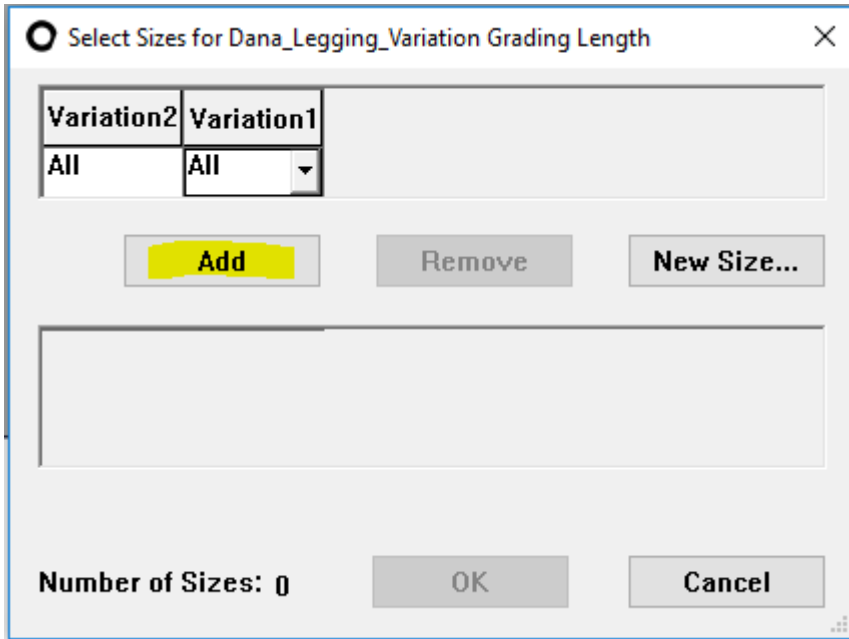 Select Sizes for Dana_Legging_Variation Grading Length
Variation2 Variation1
All All
Add Remove New Size...
Number of Sizes: 0 OK Cancel